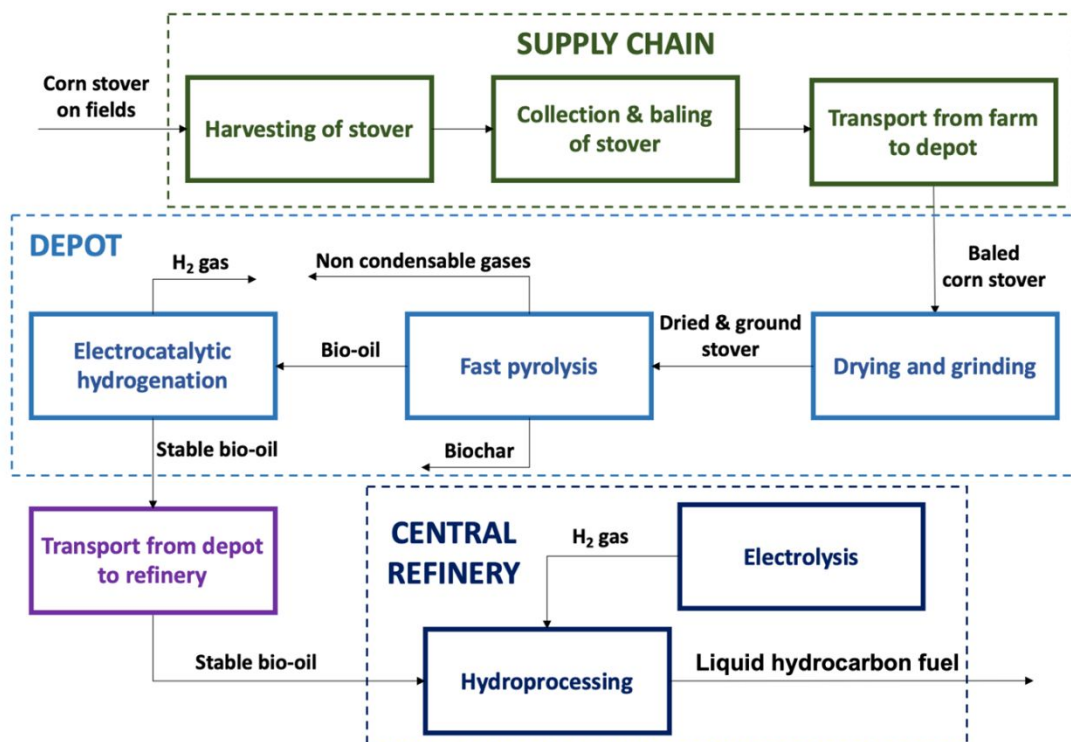 SUPPLY CHAIN
Corn stover
on fields
Harvesting of stover
Collection & baling
of stover
Transport from farm
to depot
DEPOT
H₂ gas
Non condensable gases
Baled
corn stover
Electrocatalytic
hydrogenation
Bio-oil
Fast pyrolysis
Dried & ground
stover
Drying and grinding
Stable bio-oil
Biochar
Transport from depot
to refinery
CENTRAL
REFINERY
H₂ gas
Electrolysis
Stable bio-oil
Hydroprocessing
Liquid hydrocarbon fuel